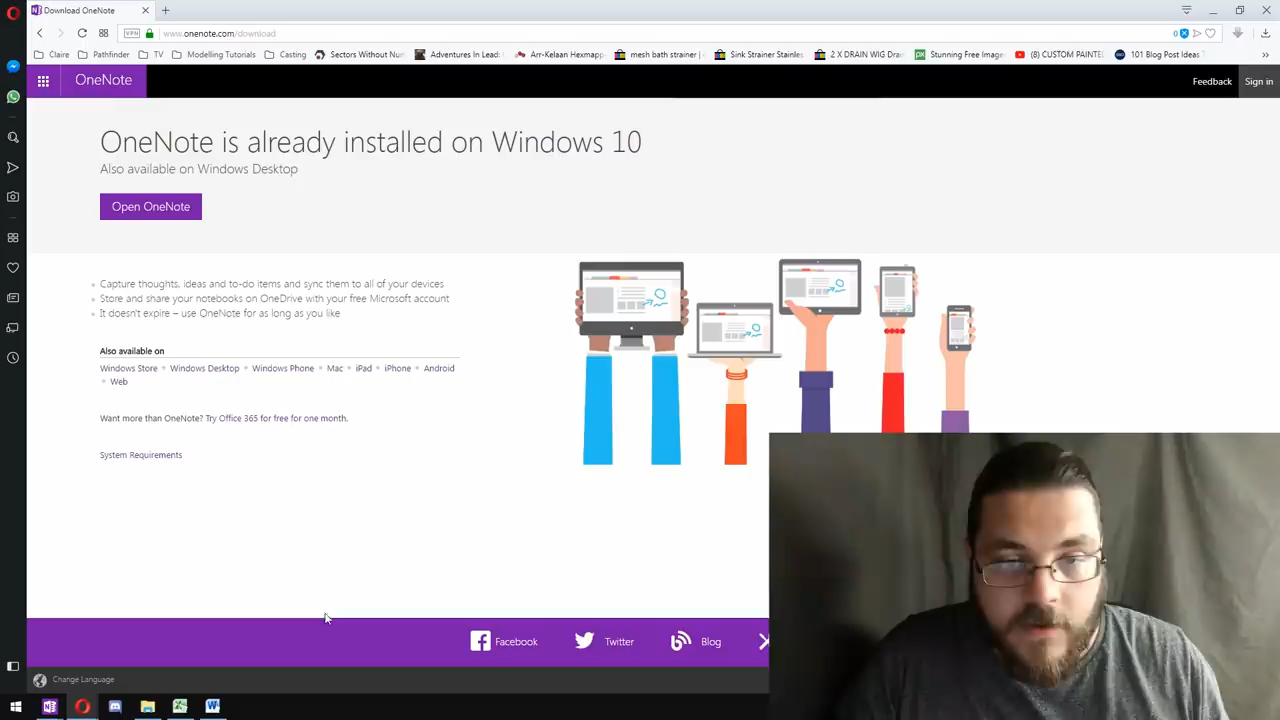 Download OneNote
VPN www.onenote.com/download 0
Claire Pathfinder TV Modelling Tutorials Casting Sectors Without Num Adventures In Lead: Arr-Kelaan Hexmapp mesh bath strainer | Sink Strainer Stainles 2 X DRAIN WIG Drai Stunning Free Image (8) CUSTOM PAINTE 101 Blog Post Ideas T
OneNote
Feedback Sign in
OneNote is already installed on Windows 10
Also available on Windows Desktop
Open OneNote
Capture thoughts, ideas and to-do items and sync them to all of your devices
Store and share your notebooks on OneDrive with your free Microsoft account
It doesn't expire – use OneNote for as long as you like
Also available on
Windows Store • Windows Desktop • Windows Phone • Mac • iPad • iPhone • Android
• Web
Want more than OneNote? Try Office 365 for free for one month.
System Requirements
Facebook Twitter Blog
Change Language